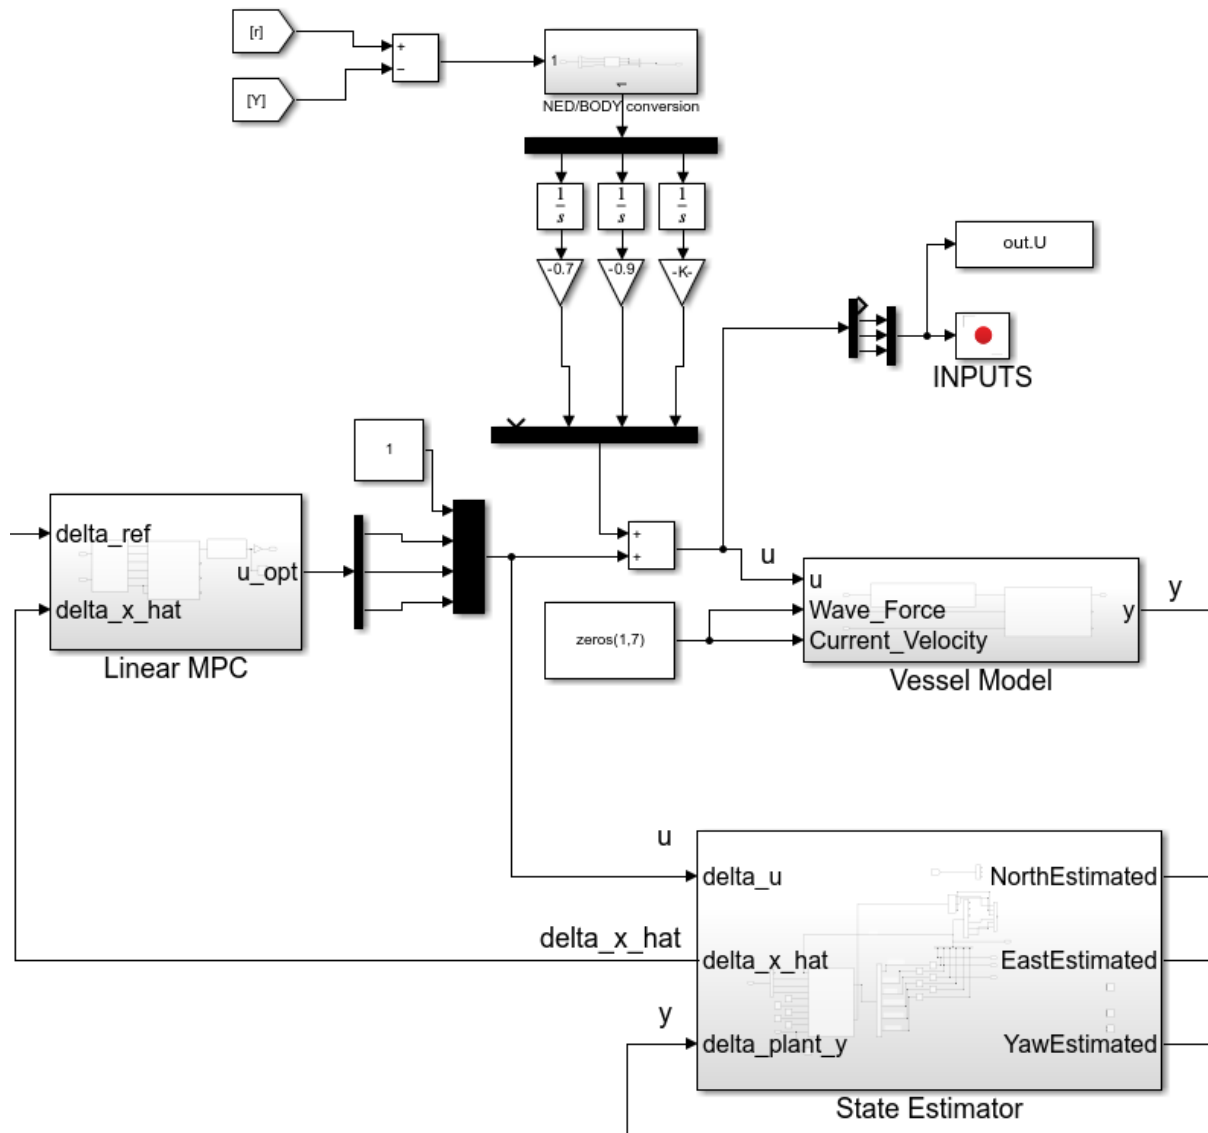 [r]
+
−
[Y]
1
NED/BODY conversion
1
s
1
s
1
s
-0.7
-0.9
-K-
out.U
INPUTS
1
delta_ref
u_opt
delta_x_hat
Linear MPC
+
+
u
u
Wave_Force
Current_Velocity
y
y
Vessel Model
zeros(1,7)
u
delta_u
NorthEstimated
delta_x_hat
delta_x_hat
EastEstimated
y
delta_plant_y
YawEstimated
State Estimator